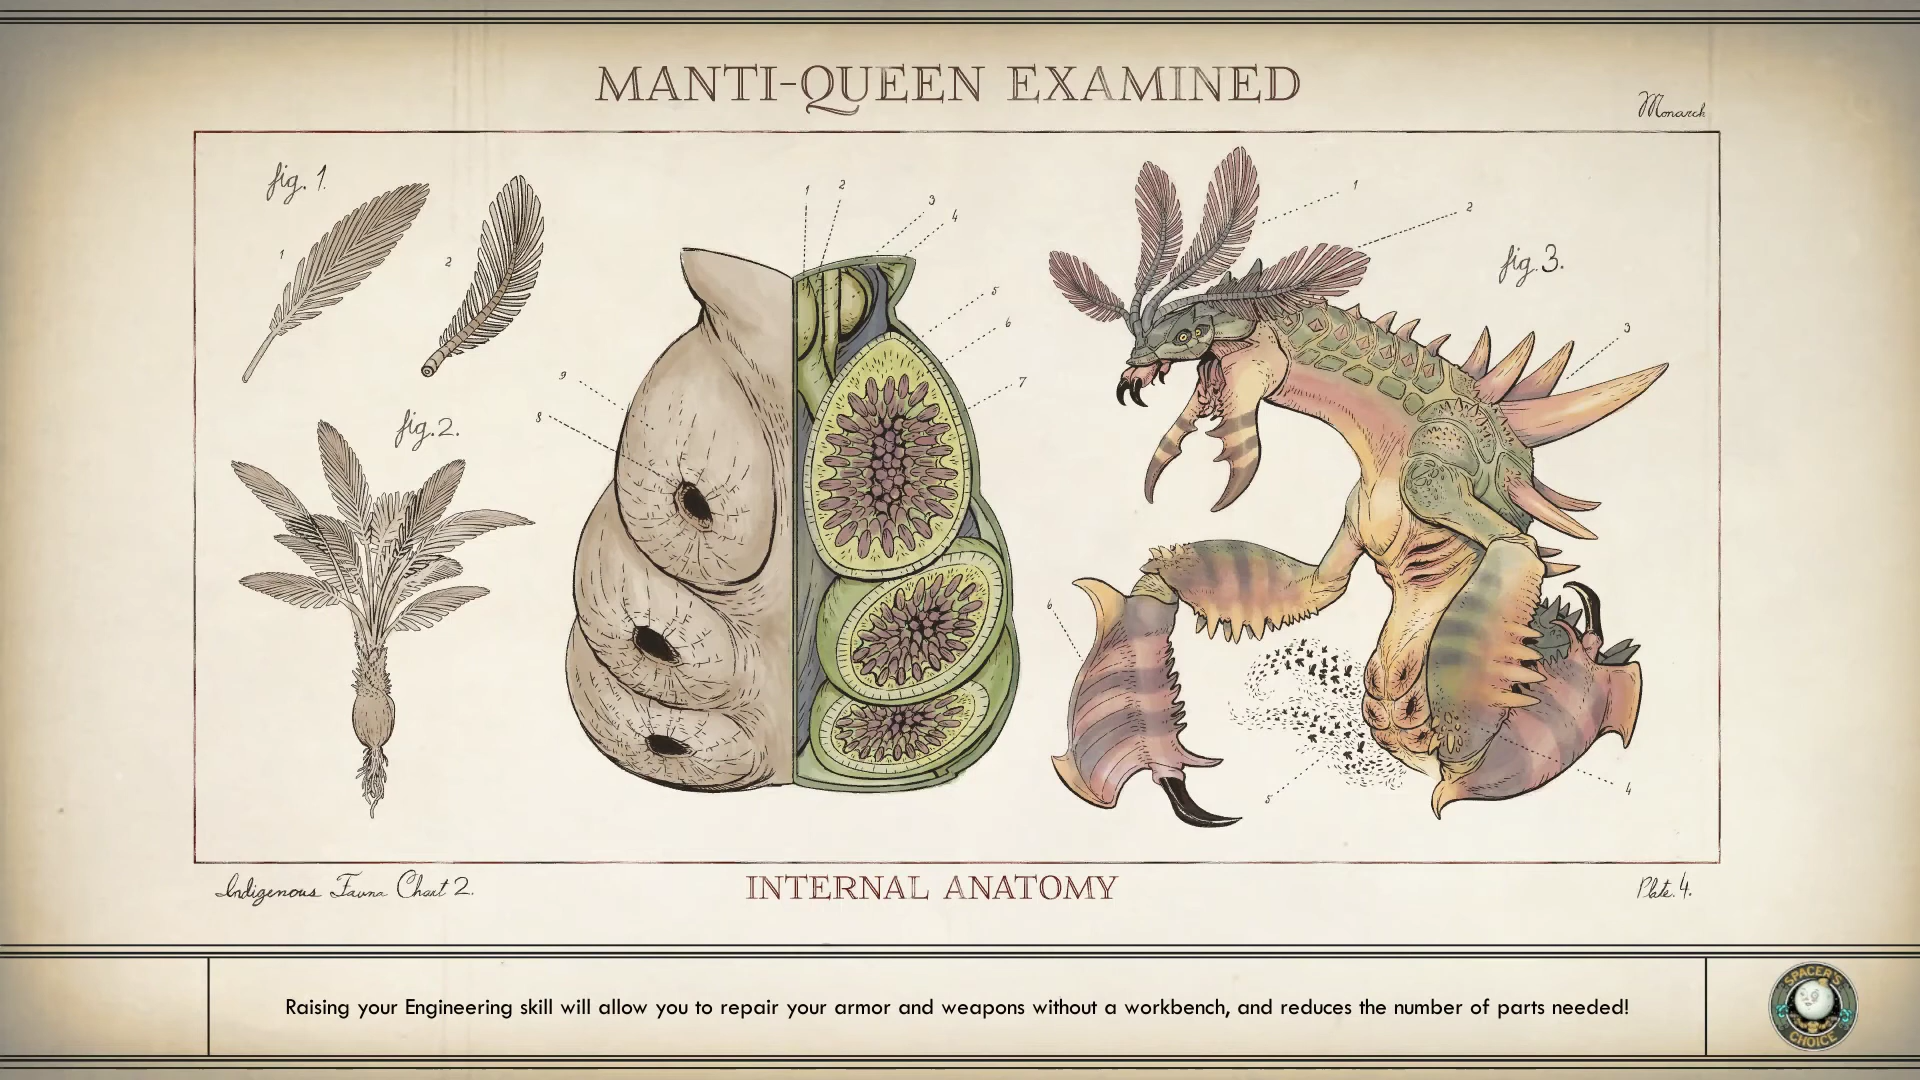 MANTI-QUEEN EXAMINED
Monarch
fig. 1.
1
2
fig. 2.
1
2
3
4
5
6
7
9
8
1
2
fig. 3.
3
6
5
4
Indigenous Fauna Chart 2.
INTERNAL ANATOMY
Plate. 4.
Raising your Engineering skill will allow you to repair your armor and weapons without a workbench, and reduces the number of parts needed!
SPACER'S
CHOICE